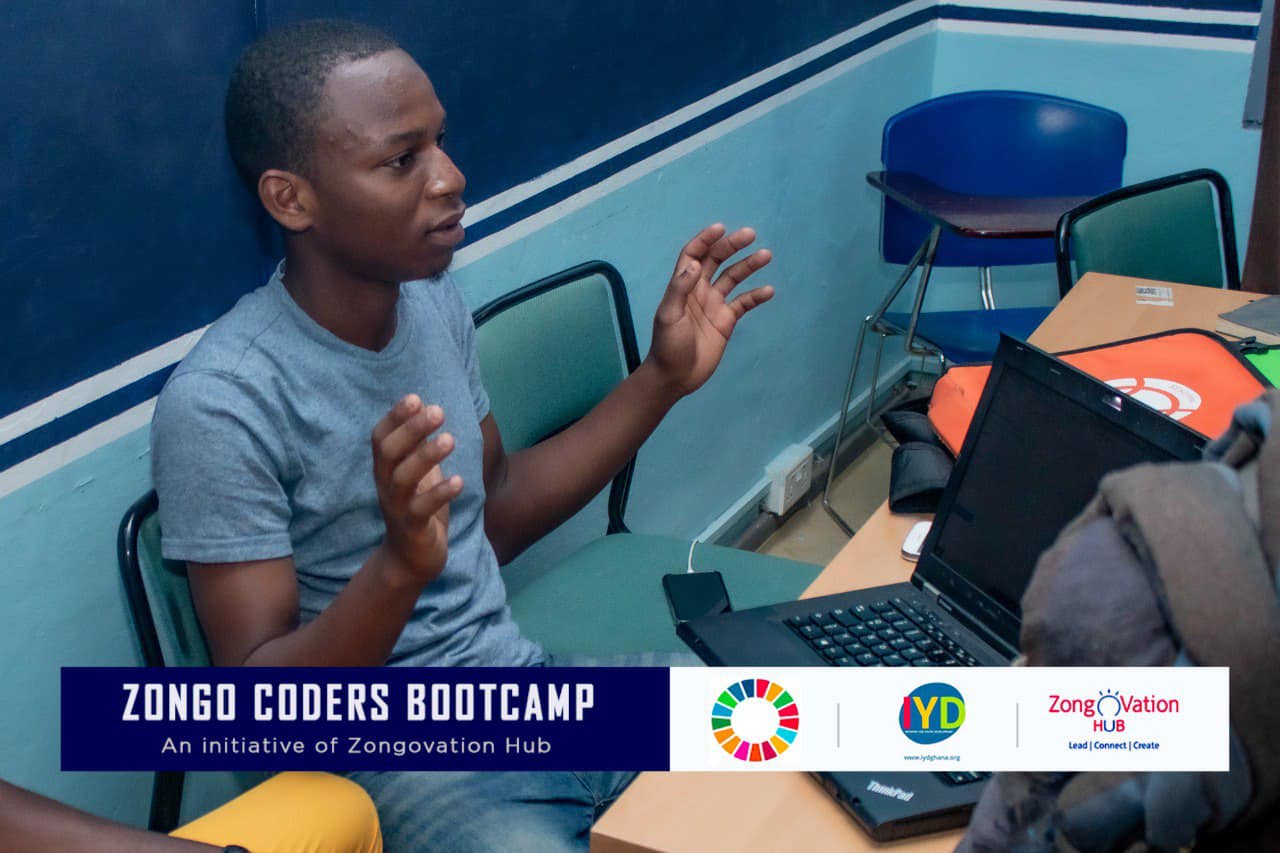 ZONGO CODERS BOOTCAMP
An initiative of Zongovation Hub
IYD
www.iydghana.org
ZongOVation
HUB
Lead | Connect | Create
ThinkPad